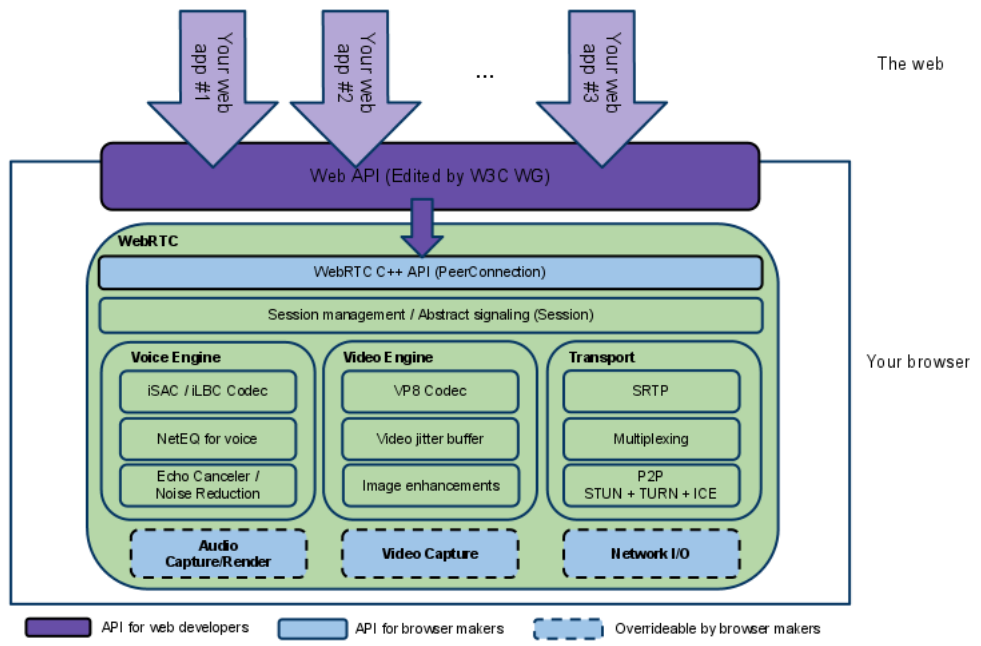 Your web
app #1
Your web
app #2
...
Your web
app #3
The web
Web API (Edited by W3C WG)
WebRTC
WebRTC C++ API (PeerConnection)
Session management / Abstract signaling (Session)
Your browser
Voice Engine
iSAC / iLBC Codec
NetEQ for voice
Echo Canceler /
Noise Reduction
Video Engine
VP8 Codec
Video jitter buffer
Image enhancements
Transport
SRTP
Multiplexing
P2P
STUN + TURN + ICE
Audio
Capture/Render
Video Capture
Network I/O
API for web developers
API for browser makers
Overrideable by browser makers